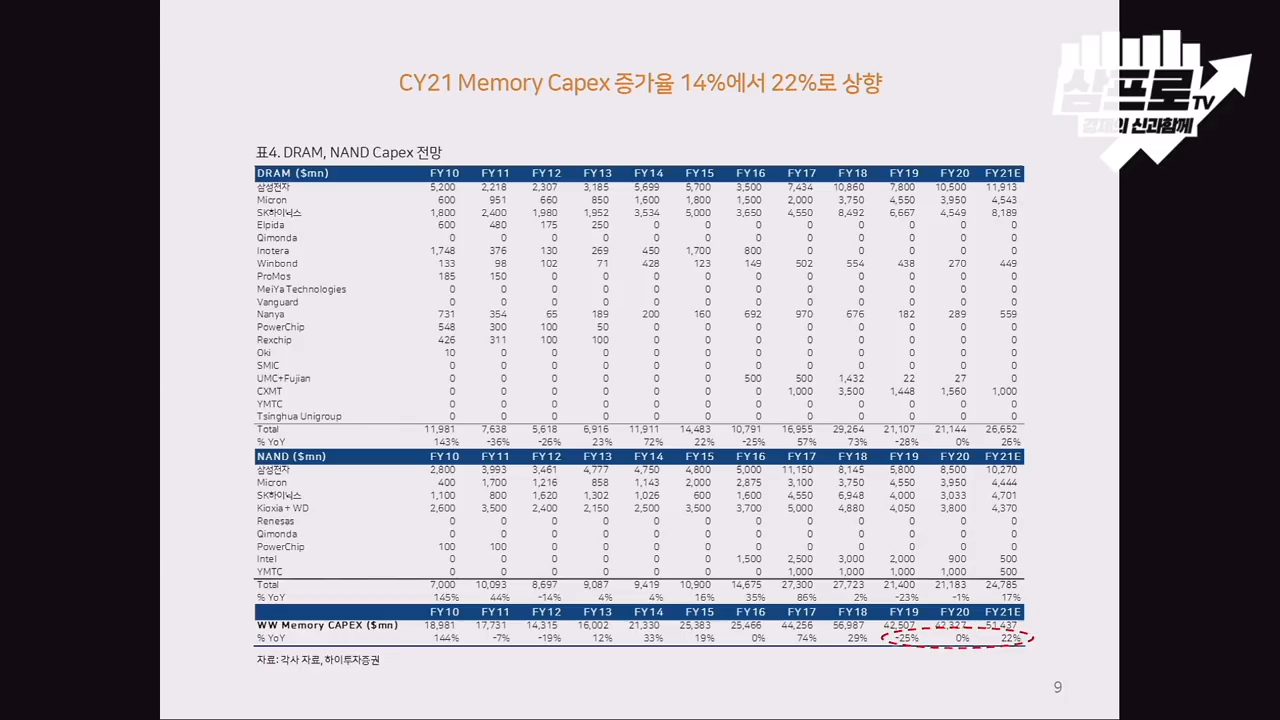 CY21 Memory Capex 증가율 14%에서 22%로 상향
삼프로TV
경제의 신과함께
표4. DRAM, NAND Capex 전망
DRAM ($mn) FY10 FY11 FY12 FY13 FY14 FY15 FY16 FY17 FY18 FY19 FY20 FY21E
삼성전자 5,200 2,218 2,307 3,185 5,699 5,700 3,500 7,434 10,860 7,800 10,500 11,913
Micron 600 951 660 850 1,600 1,800 1,500 2,000 3,750 4,550 3,950 4,543
SK하이닉스 1,800 2,400 1,980 1,952 3,534 5,000 3,650 4,550 8,492 6,667 4,549 8,189
Elpida 600 480 175 250 0 0 0 0 0 0 0 0
Qimonda 0 0 0 0 0 0 0 0 0 0 0 0
Inotera 1,748 376 130 269 450 1,700 800 0 0 0 0 0
Winbond 133 98 102 71 428 123 149 502 554 438 270 449
ProMos 185 150 0 0 0 0 0 0 0 0 0 0
MeiYa Technologies 0 0 0 0 0 0 0 0 0 0 0 0
Vanguard 0 0 0 0 0 0 0 0 0 0 0 0
Nanya 731 354 65 189 200 160 692 970 676 182 289 559
PowerChip 548 300 100 50 0 0 0 0 0 0 0 0
Rexchip 426 311 100 100 0 0 0 0 0 0 0 0
Oki 10 0 0 0 0 0 0 0 0 0 0 0
SMIC 0 0 0 0 0 0 0 0 0 0 0 0
UMC+Fujian 0 0 0 0 0 0 500 500 1,432 22 27 0
CXMT 0 0 0 0 0 0 0 1,000 3,500 1,448 1,560 1,000
YMTC 0 0 0 0 0 0 0 0 0 0 0 0
Tsinghua Unigroup 0 0 0 0 0 0 0 0 0 0 0 0
Total 11,981 7,638 5,618 6,916 11,911 14,483 10,791 16,955 29,264 21,107 21,144 26,652
% YoY 143% -36% -26% 23% 72% 22% -25% 57% 73% -28% 0% 26%
NAND ($mn) FY10 FY11 FY12 FY13 FY14 FY15 FY16 FY17 FY18 FY19 FY20 FY21E
삼성전자 2,800 3,993 3,461 4,777 4,750 4,800 5,000 11,150 8,145 5,800 8,500 10,270
Micron 400 1,700 1,216 858 1,143 2,000 2,875 3,100 3,750 4,550 3,950 4,444
SK하이닉스 1,100 800 1,620 1,302 1,026 600 1,600 4,550 6,948 4,000 3,033 4,701
Kioxia + WD 2,600 3,500 2,400 2,150 2,500 3,500 3,700 5,000 4,880 4,050 3,800 4,370
Renesas 0 0 0 0 0 0 0 0 0 0 0 0
Qimonda 0 0 0 0 0 0 0 0 0 0 0 0
PowerChip 100 100 0 0 0 0 0 0 0 0 0 0
Intel 0 0 0 0 0 0 1,500 2,500 3,000 2,000 900 500
YMTC 0 0 0 0 0 0 0 1,000 1,000 1,000 1,000 500
Total 7,000 10,093 8,697 9,087 9,419 10,900 14,675 27,300 27,723 21,400 21,183 24,785
% YoY 145% 44% -14% 4% 4% 16% 35% 86% 2% -23% -1% 17%
FY10 FY11 FY12 FY13 FY14 FY15 FY16 FY17 FY18 FY19 FY20 FY21E
WW Memory CAPEX ($mn) 18,981 17,731 14,315 16,002 21,330 25,383 25,466 44,256 56,987 42,507 42,327 51,437
% YoY 144% -7% -19% 12% 33% 19% 0% 74% 29% -25% 0% 22%
자료: 각사 자료, 하이투자증권
9